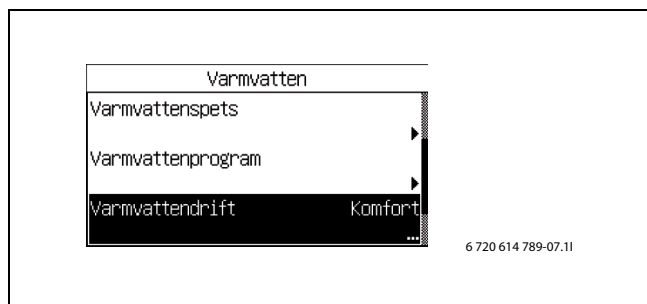 Varmvatten
Varmvattenspets
Varmvattenprogram
Varmvattendrift Komfort
...
6 720 614 789-07.1I